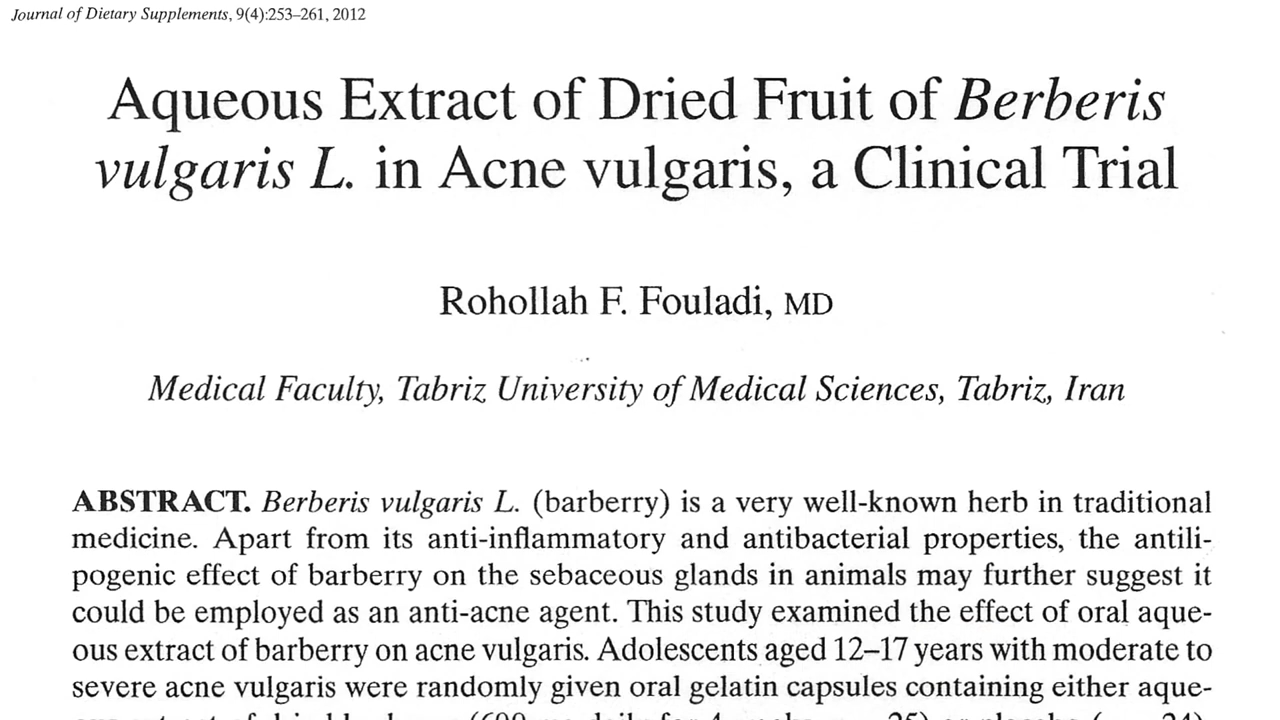 Journal of Dietary Supplements, 9(4):253–261, 2012
Aqueous Extract of Dried Fruit of Berberis
vulgaris L. in Acne vulgaris, a Clinical Trial
Rohollah F. Fouladi, MD
Medical Faculty, Tabriz University of Medical Sciences, Tabriz, Iran
ABSTRACT. Berberis vulgaris L. (barberry) is a very well-known herb in traditional
medicine. Apart from its anti-inflammatory and antibacterial properties, the antili-
pogenic effect of barberry on the sebaceous glands in animals may further suggest it
could be employed as an anti-acne agent. This study examined the effect of oral aque-
ous extract of barberry on acne vulgaris. Adolescents aged 12–17 years with moderate to
severe acne vulgaris were randomly given oral gelatin capsules containing either aque-